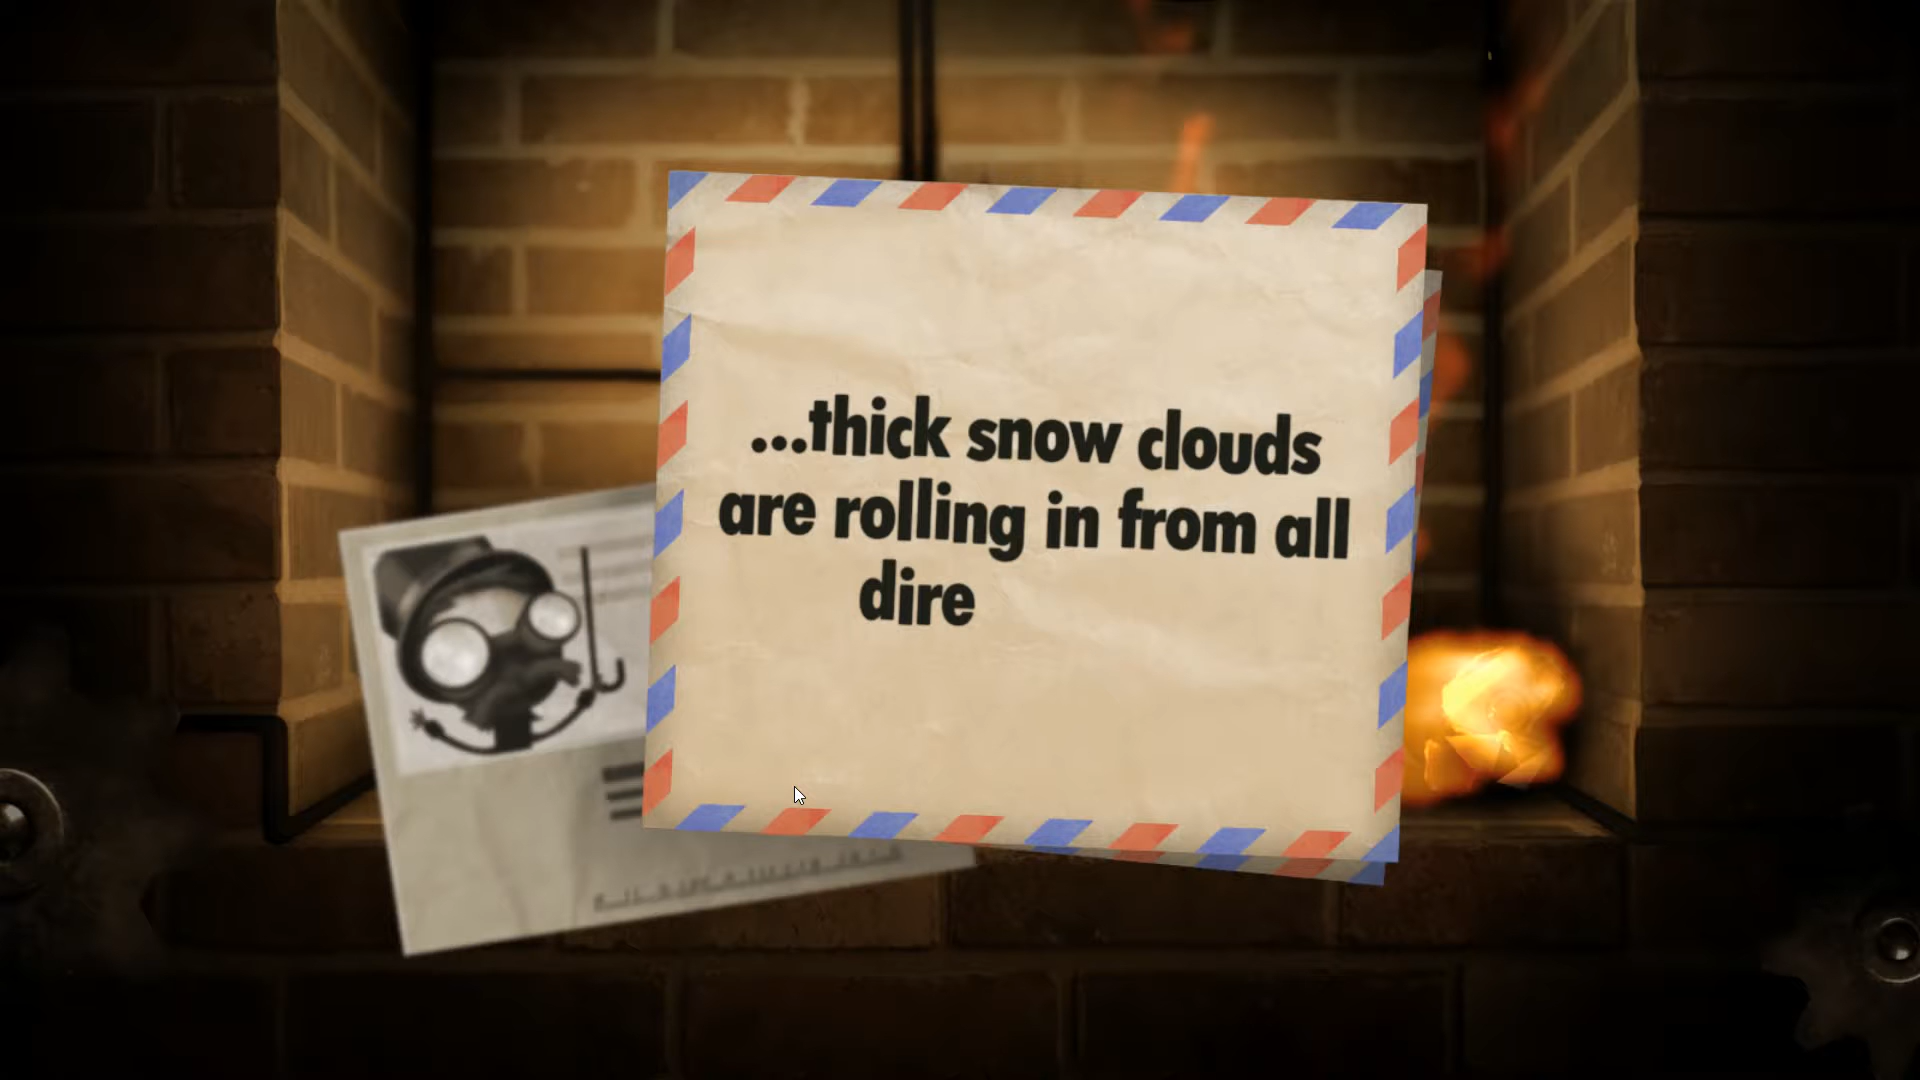 ...thick snow clouds
are rolling in from all
dire